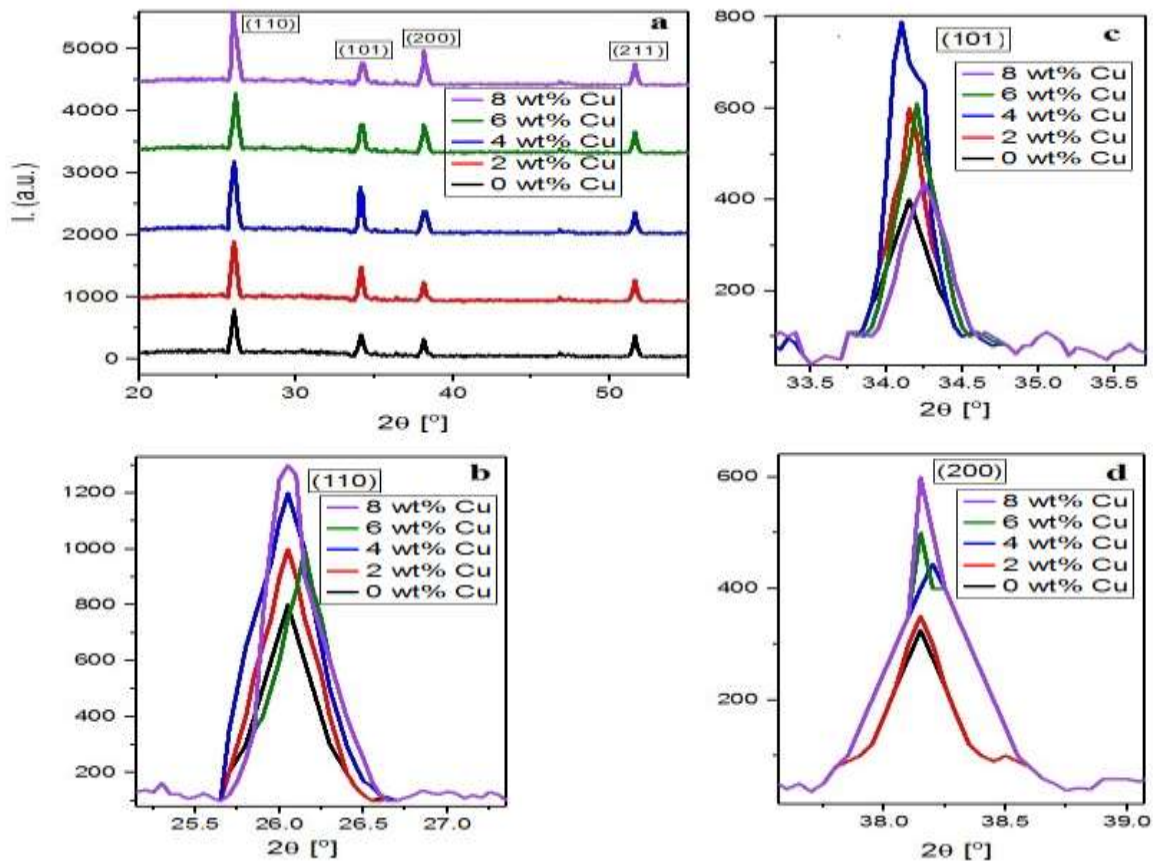 a
(110)
(101)
(200)
(211)
8 wt% Cu
6 wt% Cu
4 wt% Cu
2 wt% Cu
0 wt% Cu
5000
4000
3000
2000
1000
0
I. (a.u.)
20 30 40 50
2θ [º]
c
(101)
8 wt% Cu
6 wt% Cu
4 wt% Cu
2 wt% Cu
0 wt% Cu
800
600
400
200
33.5 34.0 34.5 35.0 35.5
2θ [º]
b
(110)
8 wt% Cu
6 wt% Cu
4 wt% Cu
2 wt% Cu
0 wt% Cu
1200
1000
800
600
400
200
25.5 26.0 26.5 27.0
2θ [º]
d
(200)
8 wt% Cu
6 wt% Cu
4 wt% Cu
2 wt% Cu
0 wt% Cu
600
400
200
38.0 38.5 39.0
2θ [º]